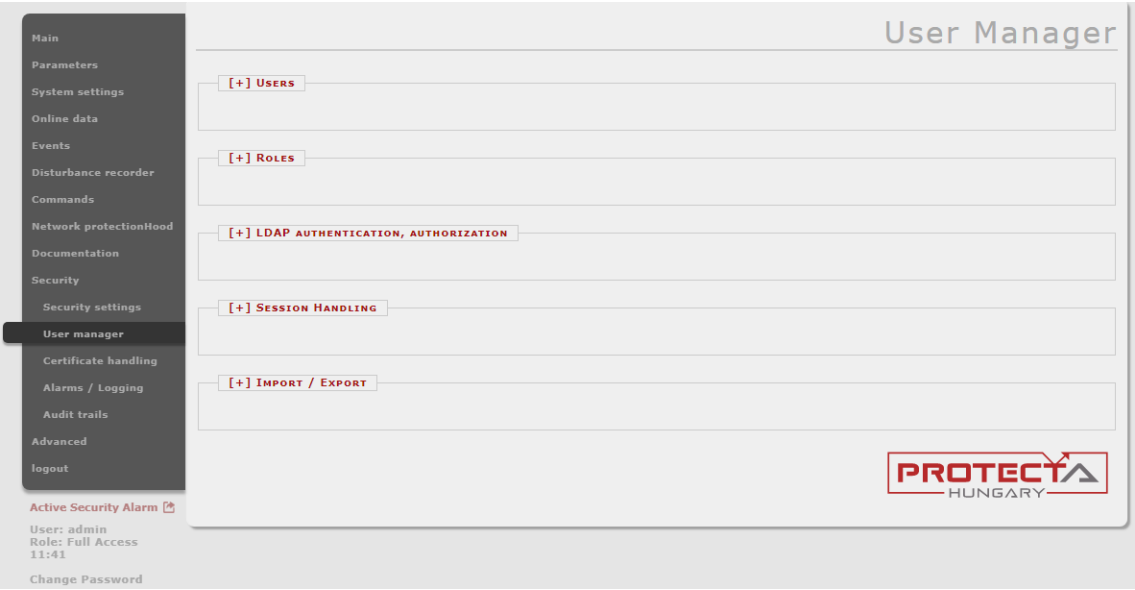 Main
Parameters
System settings
Online data
Events
Disturbance recorder
Commands
Network protectionHood
Documentation
Security
Security settings
User manager
Certificate handling
Alarms / Logging
Audit trails
Advanced
logout
Active Security Alarm
User: admin
Role: Full Access
11:41
Change Password
User Manager
[+] Users
[+] Roles
[+] LDAP authentication, authorization
[+] Session Handling
[+] Import / Export
PROTECTA
HUNGARY